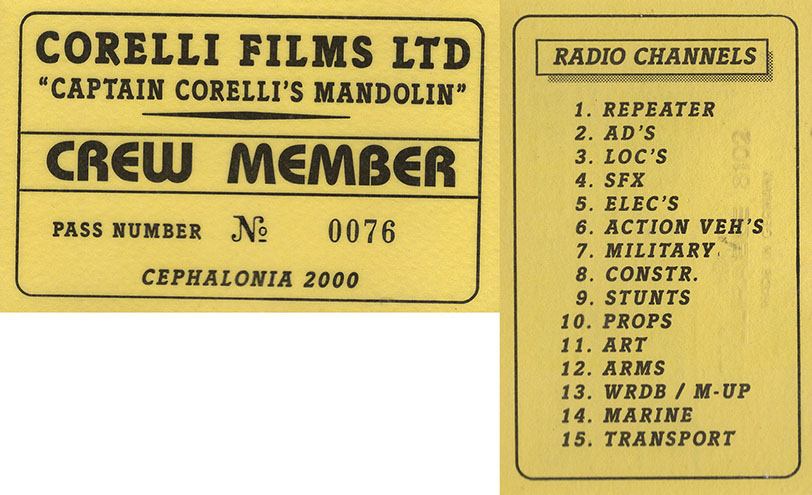 CORELLI FILMS LTD
"CAPTAIN CORELLI'S MANDOLIN"
CREW MEMBER
PASS NUMBER № 0076
CEPHALONIA 2000
RADIO CHANNELS
1. REPEATER
2. AD'S
3. LOC'S
4. SFX
5. ELEC'S
6. ACTION VEH'S
7. MILITARY
8. CONSTR.
9. STUNTS
10. PROPS
11. ART
12. ARMS
13. WRDB / M-UP
14. MARINE
15. TRANSPORT
8102